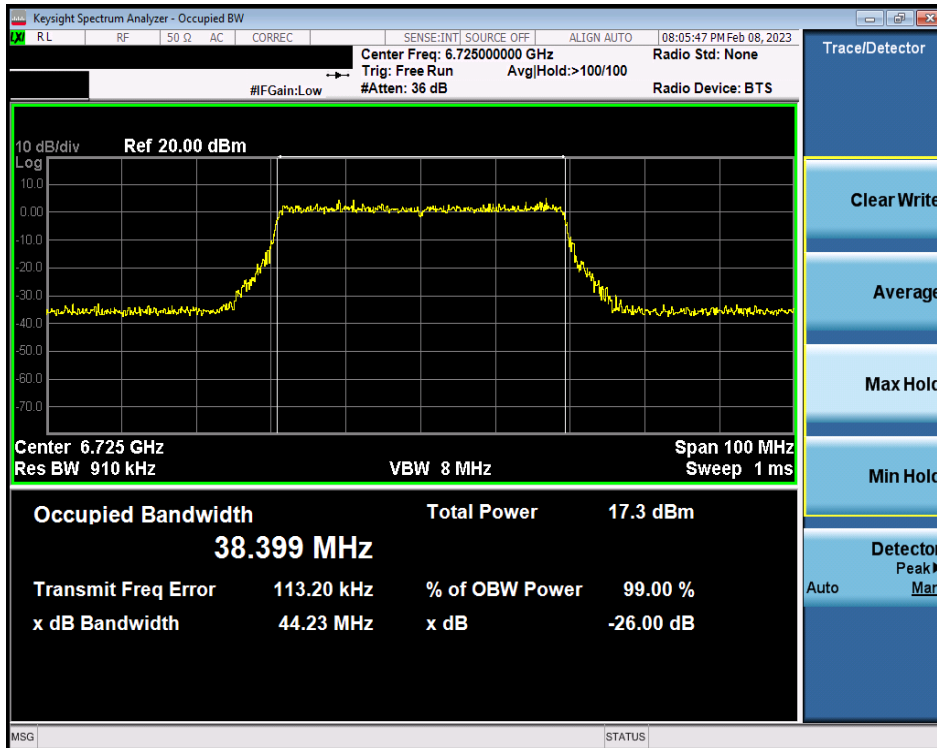 Keysight Spectrum Analyzer - Occupied BW
LXI RL RF 50 Ω AC CORREC SENSE:INT SOURCE OFF ALIGN AUTO 08:05:47 PM Feb 08, 2023
Center Freq: 6.725000000 GHz Radio Std: None
Trig: Free Run Avg|Hold:>100/100
#IFGain:Low #Atten: 36 dB Radio Device: BTS
Trace/Detector
10 dB/div Ref 20.00 dBm
Log
10.0
0.00
-10.0
-20.0
-30.0
-40.0
-50.0
-60.0
-70.0
Center 6.725 GHz Span 100 MHz
Res BW 910 kHz VBW 8 MHz Sweep 1 ms
Occupied Bandwidth Total Power 17.3 dBm
38.399 MHz
Transmit Freq Error 113.20 kHz % of OBW Power 99.00 %
x dB Bandwidth 44.23 MHz x dB -26.00 dB
Clear Write
Average
Max Hold
Min Hold
Detector
Peak
Auto Man
MSG STATUS